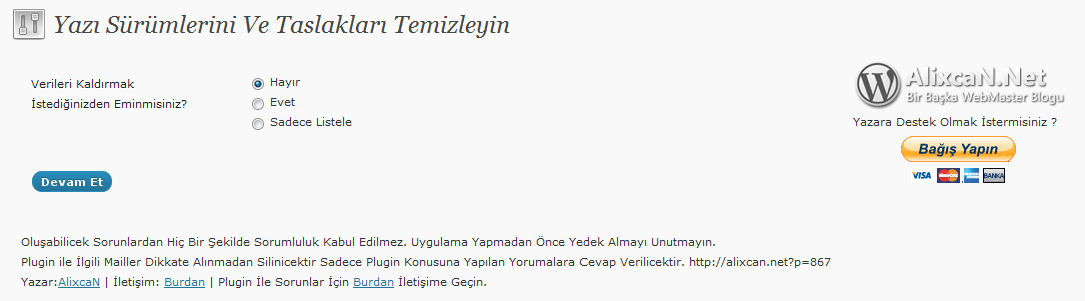 Yazı Sürümlerini Ve Taslakları Temizleyin
Verileri Kaldırmak
İstediğinizden Eminmisiniz?
Hayır
Evet
Sadece Listele
Devam Et
AlixcaN.Net
Bir Başka WebMaster Blogu
Yazara Destek Olmak İstermisiniz ?
Bağış Yapın
VISA MasterCard BANKA
Oluşabilicek Sorunlardan Hiç Bir Şekilde Sorumluluk Kabul Edilmez. Uygulama Yapmadan Önce Yedek Almayı Unutmayın.
Plugin ile İlgili Mailler Dikkate Alınmadan Silinicektir Sadece Plugin Konusuna Yapılan Yorumalara Cevap Verilicektir. http://alixcan.net?p=867
Yazar:AlixcaN | İletişim: Burdan | Plugin İle Sorunlar İçin Burdan İletişime Geçin.